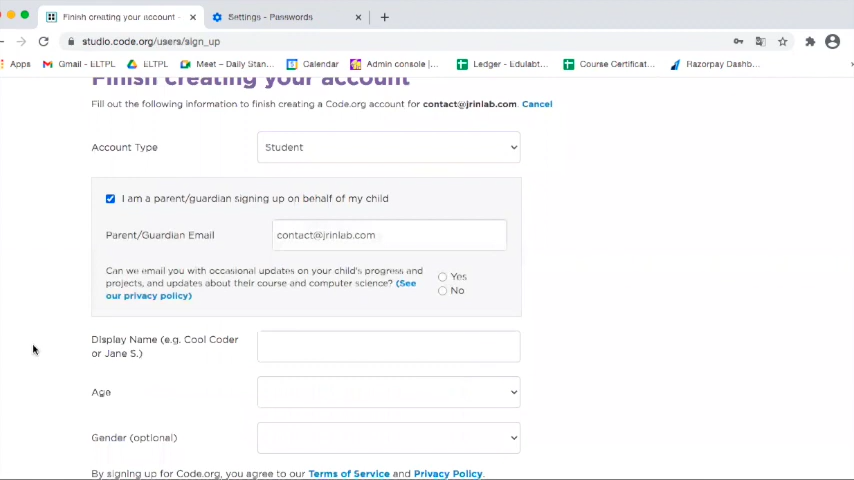 Finish creating your account -
Settings - Passwords
studio.code.org/users/sign_up
Apps
Gmail - ELTPL
ELTPL
Meet – Daily Stan...
Calendar
Admin console |...
Ledger - Edulabt...
Course Certificat...
Razorpay Dashb...
Finish creating your account
Fill out the following information to finish creating a Code.org account for contact@jrinlab.com. Cancel
Account Type
Student
I am a parent/guardian signing up on behalf of my child
Parent/Guardian Email
contact@jrinlab.com
Can we email you with occasional updates on your child's progress and
projects, and updates about their course and computer science? (See
our privacy policy)
Yes
No
Display Name (e.g. Cool Coder
or Jane S.)
Age
Gender (optional)
By signing up for Code.org, you agree to our Terms of Service and Privacy Policy.